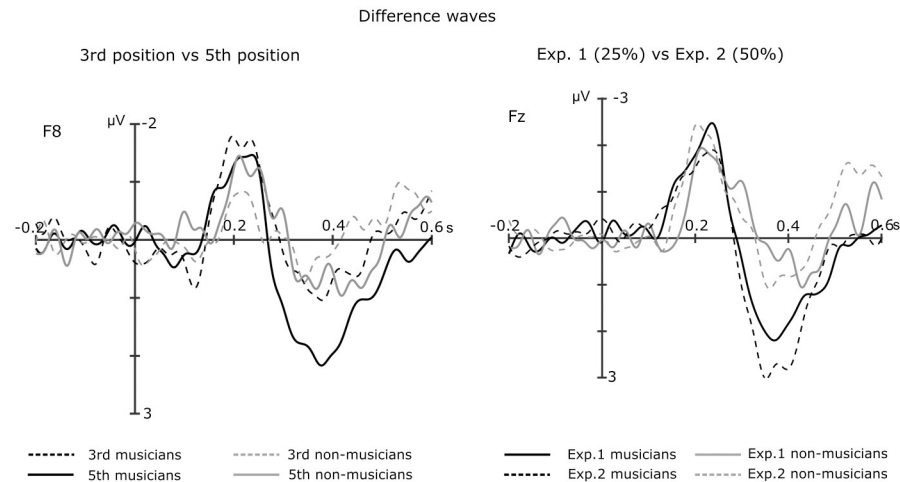 Difference waves
3rd position vs 5th position
Exp. 1 (25%) vs Exp. 2 (50%)
F8
µV
-2
-0.2
0.2
0.4
0.6s
3
Fz
µV
-3
-0.2
0.2
0.4
0.6s
3
3rd musicians
3rd non-musicians
5th musicians
5th non-musicians
Exp.1 musicians
Exp.1 non-musicians
Exp.2 musicians
Exp.2 non-musicians